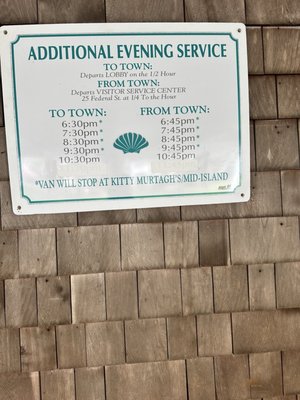 ADDITIONAL EVENING SERVICE
TO TOWN:
Departs LOBBY on the 1/2 Hour
FROM TOWN:
Departs VISITOR SERVICE CENTER
25 Federal St. at 1/4 To the Hour
TO TOWN: FROM TOWN:
6:30pm* 6:45pm*
7:30pm* 7:45pm*
8:30pm* 8:45pm*
9:30pm* 9:45pm*
10:30pm 10:45pm
*VAN WILL STOP AT KITTY MURTAGH'S/MID-ISLAND